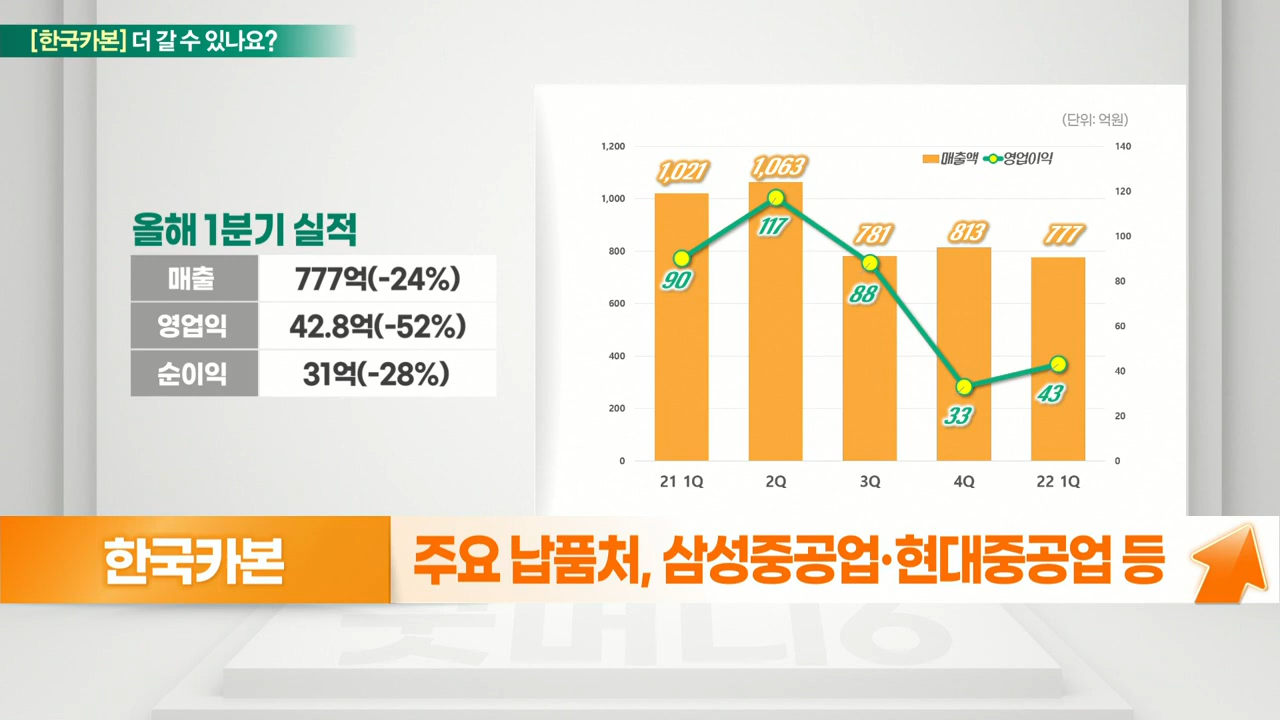 [한국카본] 더 갈 수 있나요?
올해 1분기 실적
매출 777억(-24%)
영업익 42.8억(-52%)
순이익 31억(-28%)
(단위: 억원)
매출액 영업이익
1,200
1,000
800
600
400
200
0
140
120
100
80
60
40
20
0
1,021
1,063
781
813
777
90
117
88
33
43
21 1Q 2Q 3Q 4Q 22 1Q
한국카본
주요 납품처, 삼성중공업·현대중공업 등
굿머니6